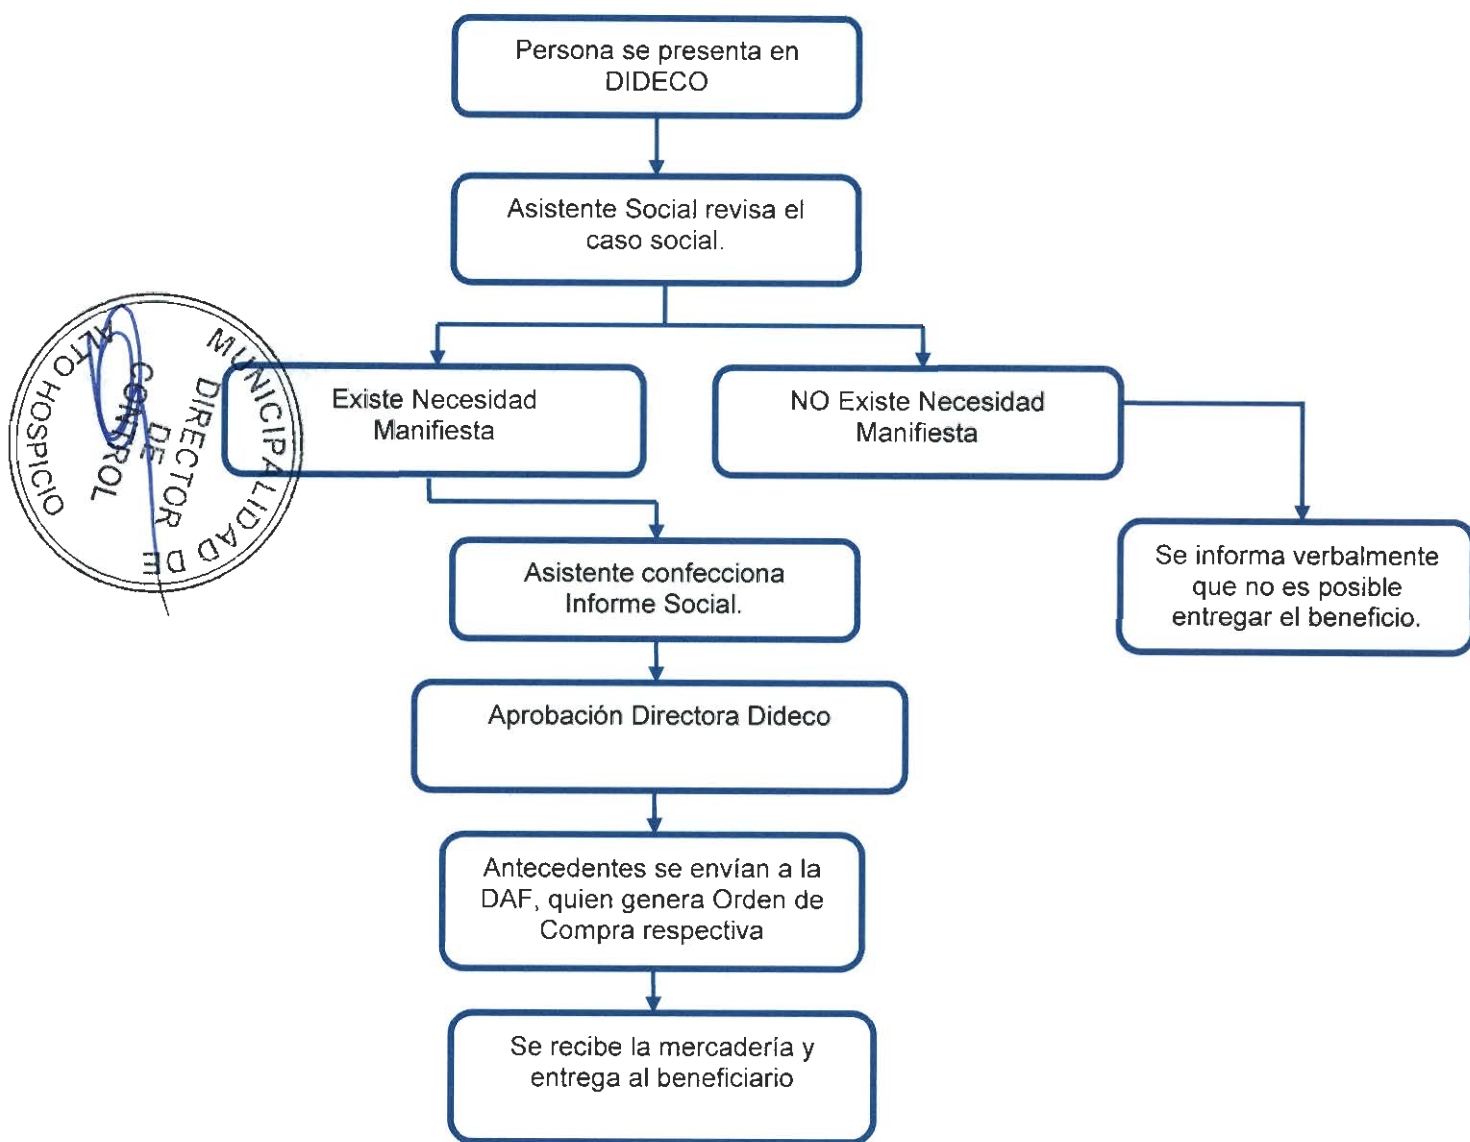 Persona se presenta en
DIDECO
Asistente Social revisa el
caso social.
MUNICIPALIDAD DE
ALTO HOSPICIO
DIRECTOR
DE
CONTROL
Existe Necesidad
Manifiesta
NO Existe Necesidad
Manifiesta
Asistente confecciona
Informe Social.
Se informa verbalmente
que no es posible
entregar el beneficio.
Aprobación Directora Dideco
Antecedentes se envían a la
DAF, quien genera Orden de
Compra respectiva
Se recibe la mercadería y
entrega al beneficiario